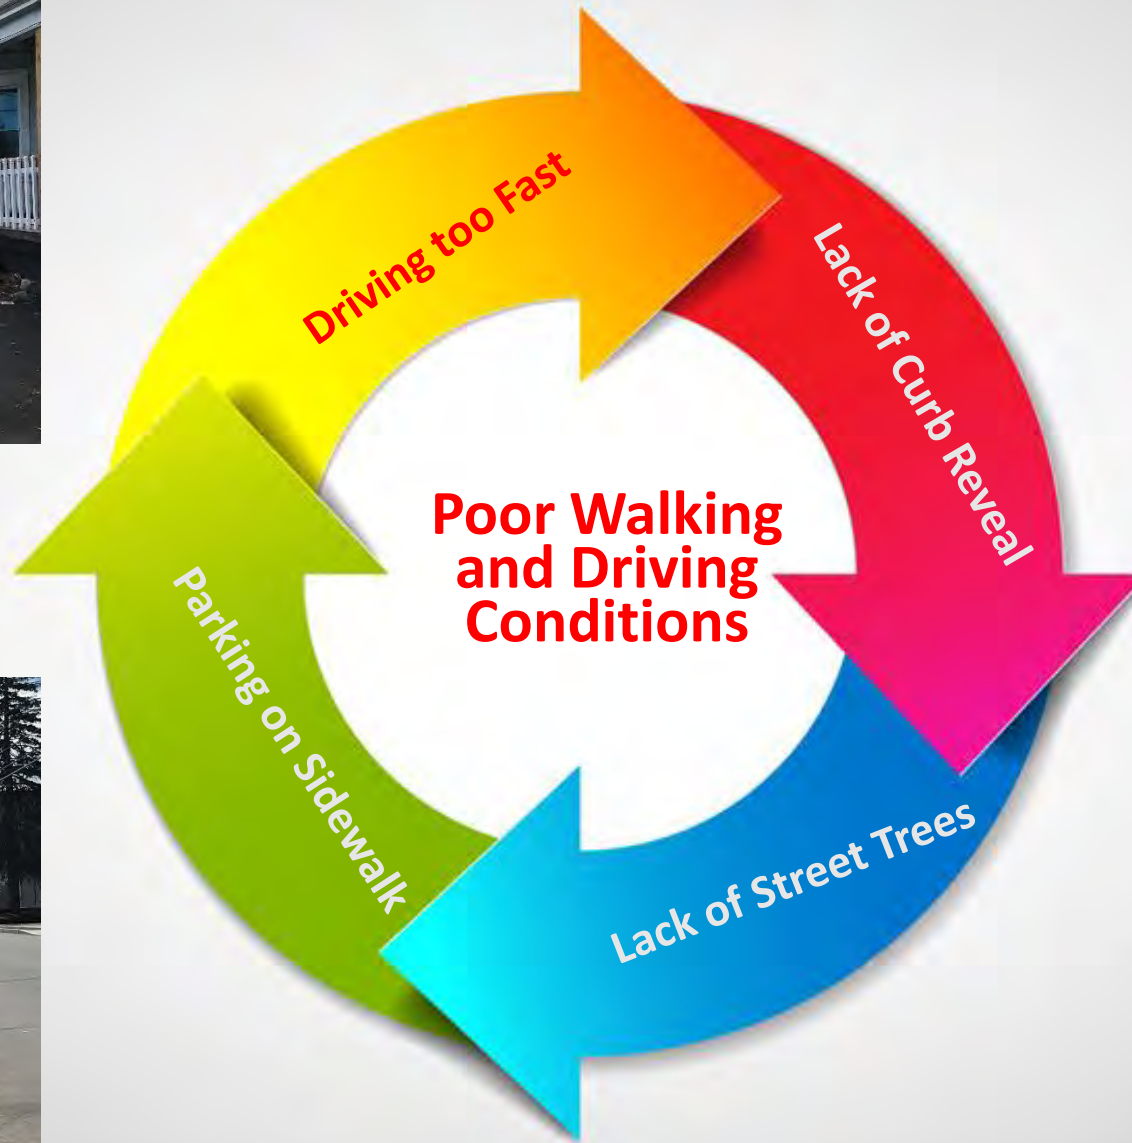 Driving too Fast
Lack of Curb Reveal
Poor Walking
and Driving
Conditions
Parking on Sidewalk
Lack of Street Trees